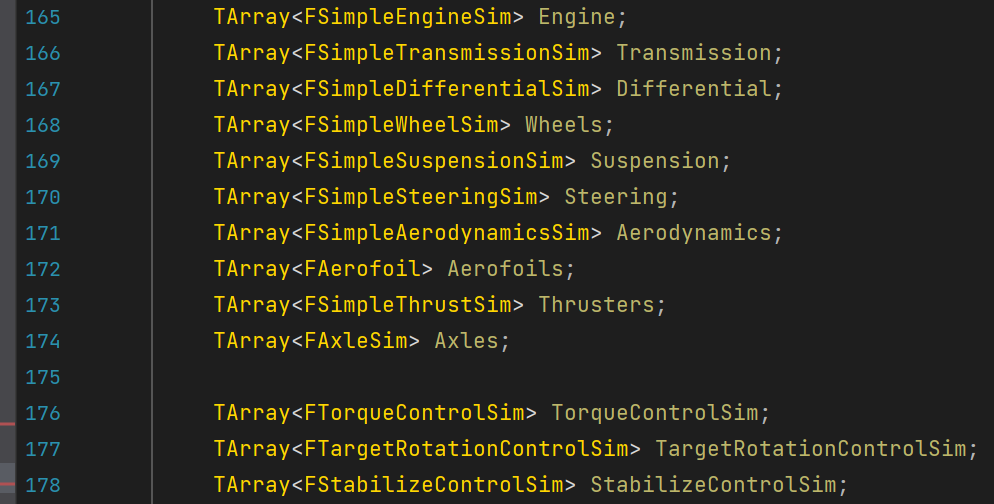 165 TArray<FSimpleEngineSim> Engine;
166 TArray<FSimpleTransmissionSim> Transmission;
167 TArray<FSimpleDifferentialSim> Differential;
168 TArray<FSimpleWheelSim> Wheels;
169 TArray<FSimpleSuspensionSim> Suspension;
170 TArray<FSimpleSteeringSim> Steering;
171 TArray<FSimpleAerodynamicsSim> Aerodynamics;
172 TArray<FAerofoil> Aerofoils;
173 TArray<FSimpleThrustSim> Thrusters;
174 TArray<FAxleSim> Axles;
175
176 TArray<FTorqueControlSim> TorqueControlSim;
177 TArray<FTargetRotationControlSim> TargetRotationControlSim;
178 TArray<FStabilizeControlSim> StabilizeControlSim;